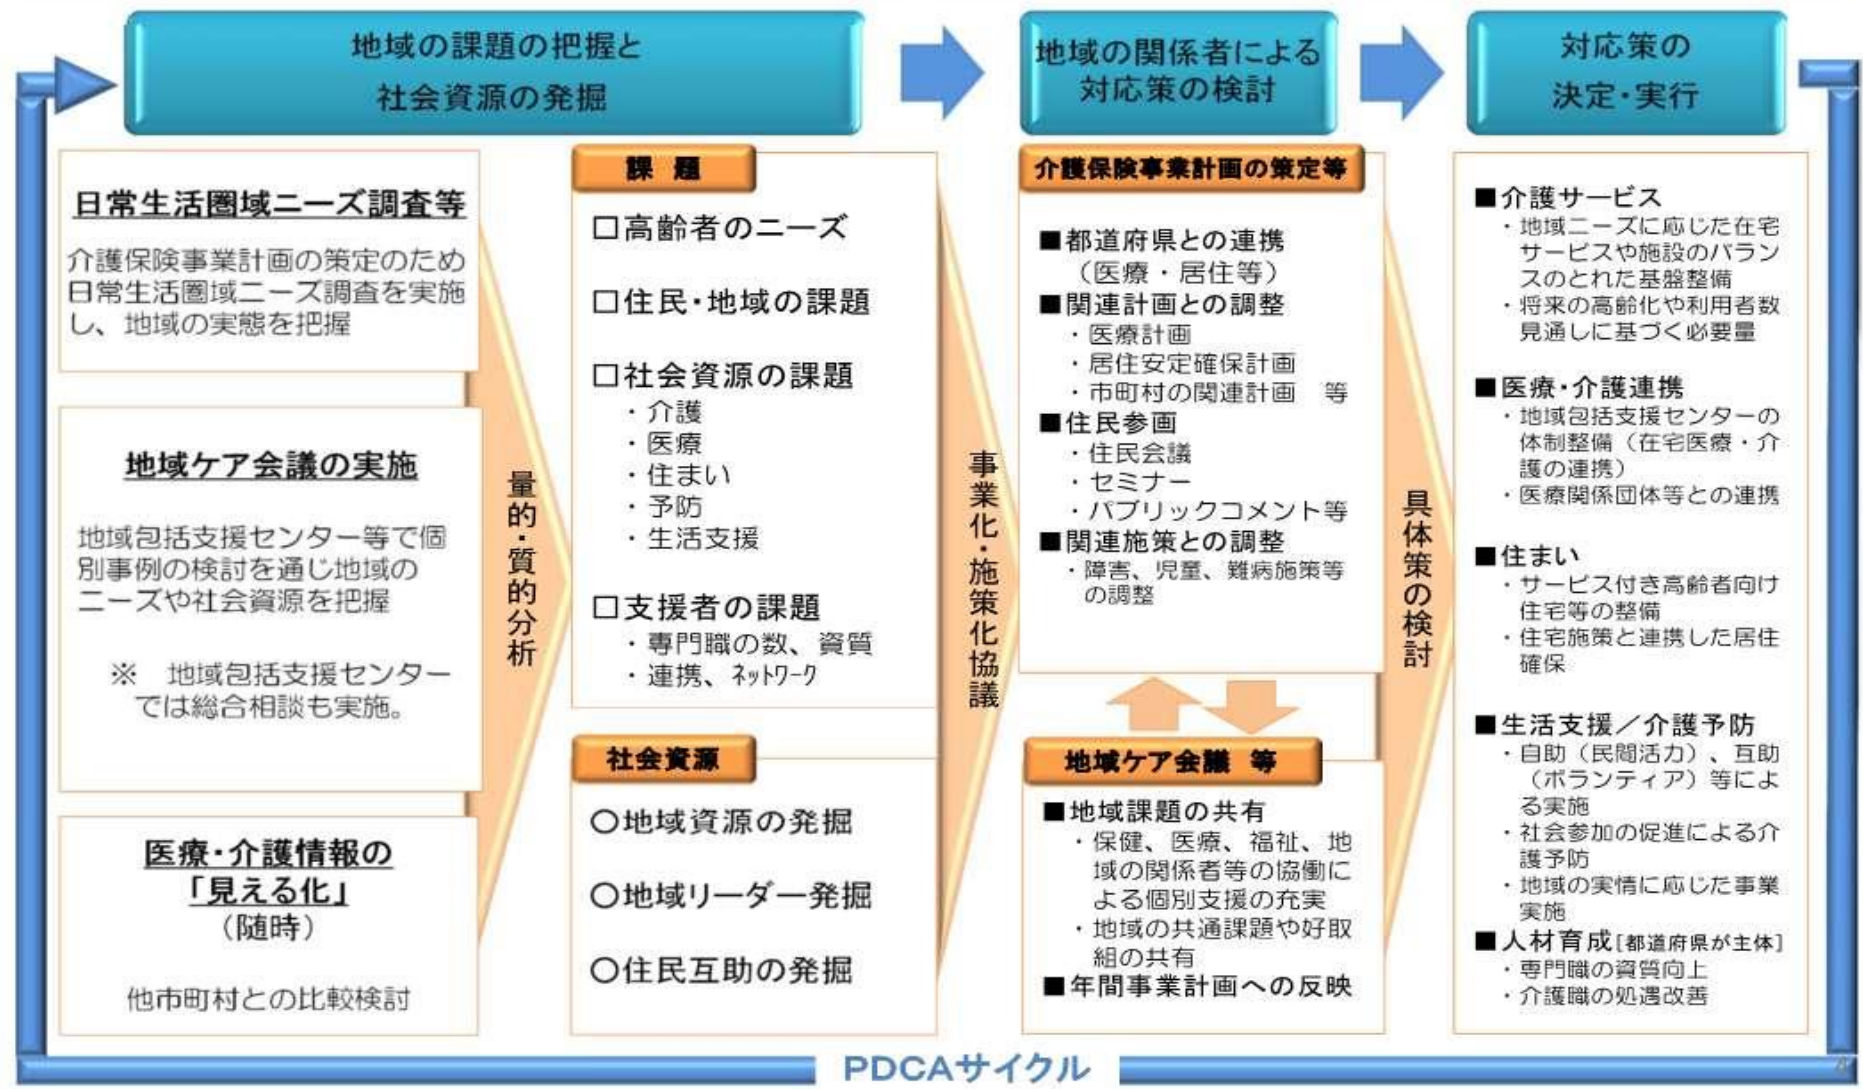 地域の課題の把握と
社会資源の発掘
地域の関係者による
対応策の検討
対応策の
決定・実行
日常生活圏域ニーズ調査等
介護保険事業計画の策定のため
日常生活圏域ニーズ調査を実施
し、地域の実態を把握
地域ケア会議の実施
地域包括支援センター等で個
別事例の検討を通じ地域の
ニーズや社会資源を把握
※ 地域包括支援センター
では総合相談も実施。
医療・介護情報の
「見える化」
（随時）
他市町村との比較検討
量的・質的分析
課 題
□高齢者のニーズ
□住民・地域の課題
□社会資源の課題
・介護
・医療
・住まい
・予防
・生活支援
□支援者の課題
・専門職の数、資質
・連携、ﾈｯﾄﾜｰｸ
社会資源
○地域資源の発掘
○地域リーダー発掘
○住民互助の発掘
事業化・施策化協議
介護保険事業計画の策定等
■都道府県との連携
（医療・居住等）
■関連計画との調整
・医療計画
・居住安定確保計画
・市町村の関連計画 等
■住民参画
・住民会議
・セミナー
・パブリックコメント等
■関連施策との調整
・障害、児童、難病施策等
の調整
地域ケア会議 等
■地域課題の共有
・保健、医療、福祉、地
域の関係者等の協働に
よる個別支援の充実
・地域の共通課題や好取
組の共有
■年間事業計画への反映
具体策の検討
■介護サービス
・地域ニーズに応じた在宅
サービスや施設のバラン
スのとれた基盤整備
・将来の高齢化や利用者数
見通しに基づく必要量
■医療・介護連携
・地域包括支援センターの
体制整備（在宅医療・介
護の連携）
・医療関係団体等との連携
■住まい
・サービス付き高齢者向け
住宅等の整備
・住宅施策と連携した居住
確保
■生活支援／介護予防
・自助（民間活力）、互助
（ボランティア）等によ
る実施
・社会参加の促進による介
護予防
・地域の実情に応じた事業
実施
■人材育成[都道府県が主体]
・専門職の資質向上
・介護職の処遇改善
PDCAサイクル